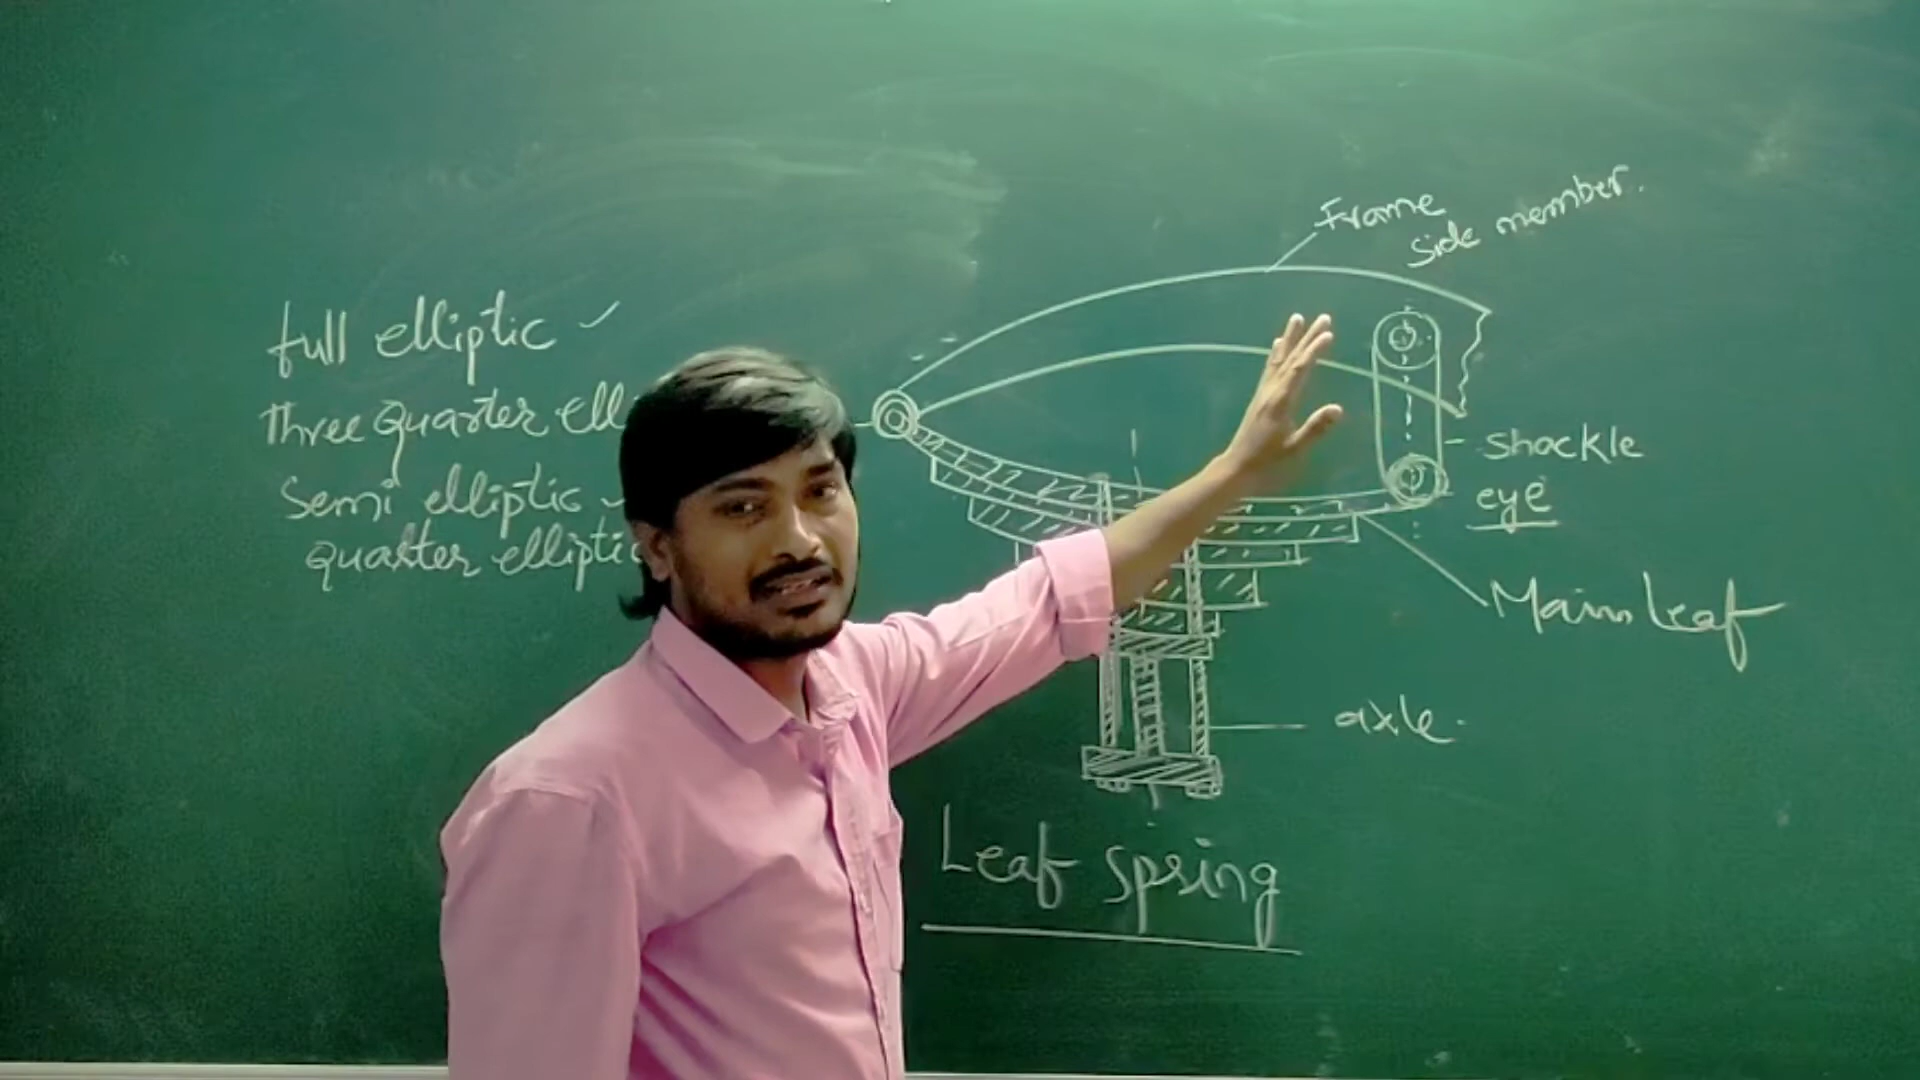 full elliptic
Three quarter ell
Semi elliptic
quarter elliptic
Frame
Side member.
shackle
eye
Main Leaf
axle.
Leaf spring